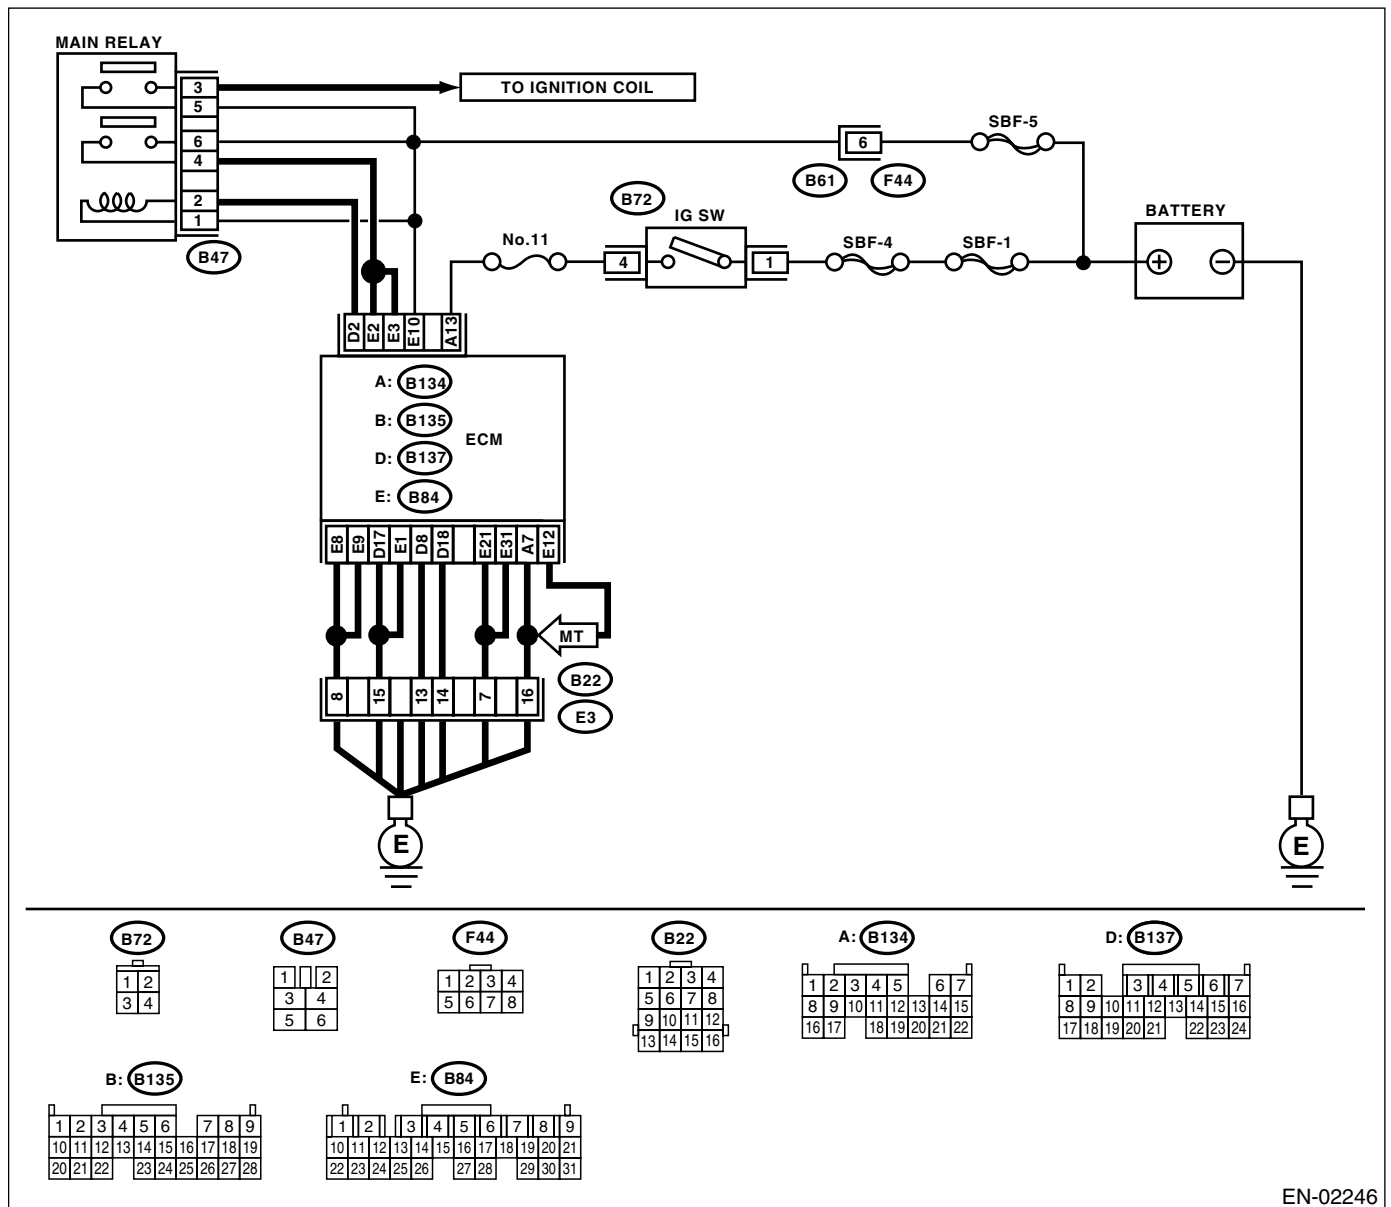 MAIN RELAY
3
TO IGNITION COIL
5
6
4
2
1
B47
SBF-5
6
B61
F44
B72
IG SW
No.11
4
1
SBF-4
SBF-1
BATTERY
+
−
D2
E2
E3
E10
A13
A: B134
B: B135
D: B137
E: B84
ECM
E8
E9
D17
E1
D8
D18
E21
E31
A7
E12
MT
8
15
13
14
7
16
B22
E3
E
E
B72
1 2
3 4
B47
1 2
3 4
5 6
F44
1 2 3 4
5 6 7 8
B22
1 2 3 4
5 6 7 8
9 10 11 12
13 14 15 16
A: B134
1 2 3 4 5 6 7
8 9 10 11 12 13 14 15
16 17 18 19 20 21 22
D: B137
1 2 3 4 5 6 7
8 9 10 11 12 13 14 15 16
17 18 19 20 21 22 23 24
B: B135
1 2 3 4 5 6 7 8 9
10 11 12 13 14 15 16 17 18 19
20 21 22 23 24 25 26 27 28
E: B84
1 2 3 4 5 6 7 8 9
10 11 12 13 14 15 16 17 18 19 20 21
22 23 24 25 26 27 28 29 30 31
EN-02246